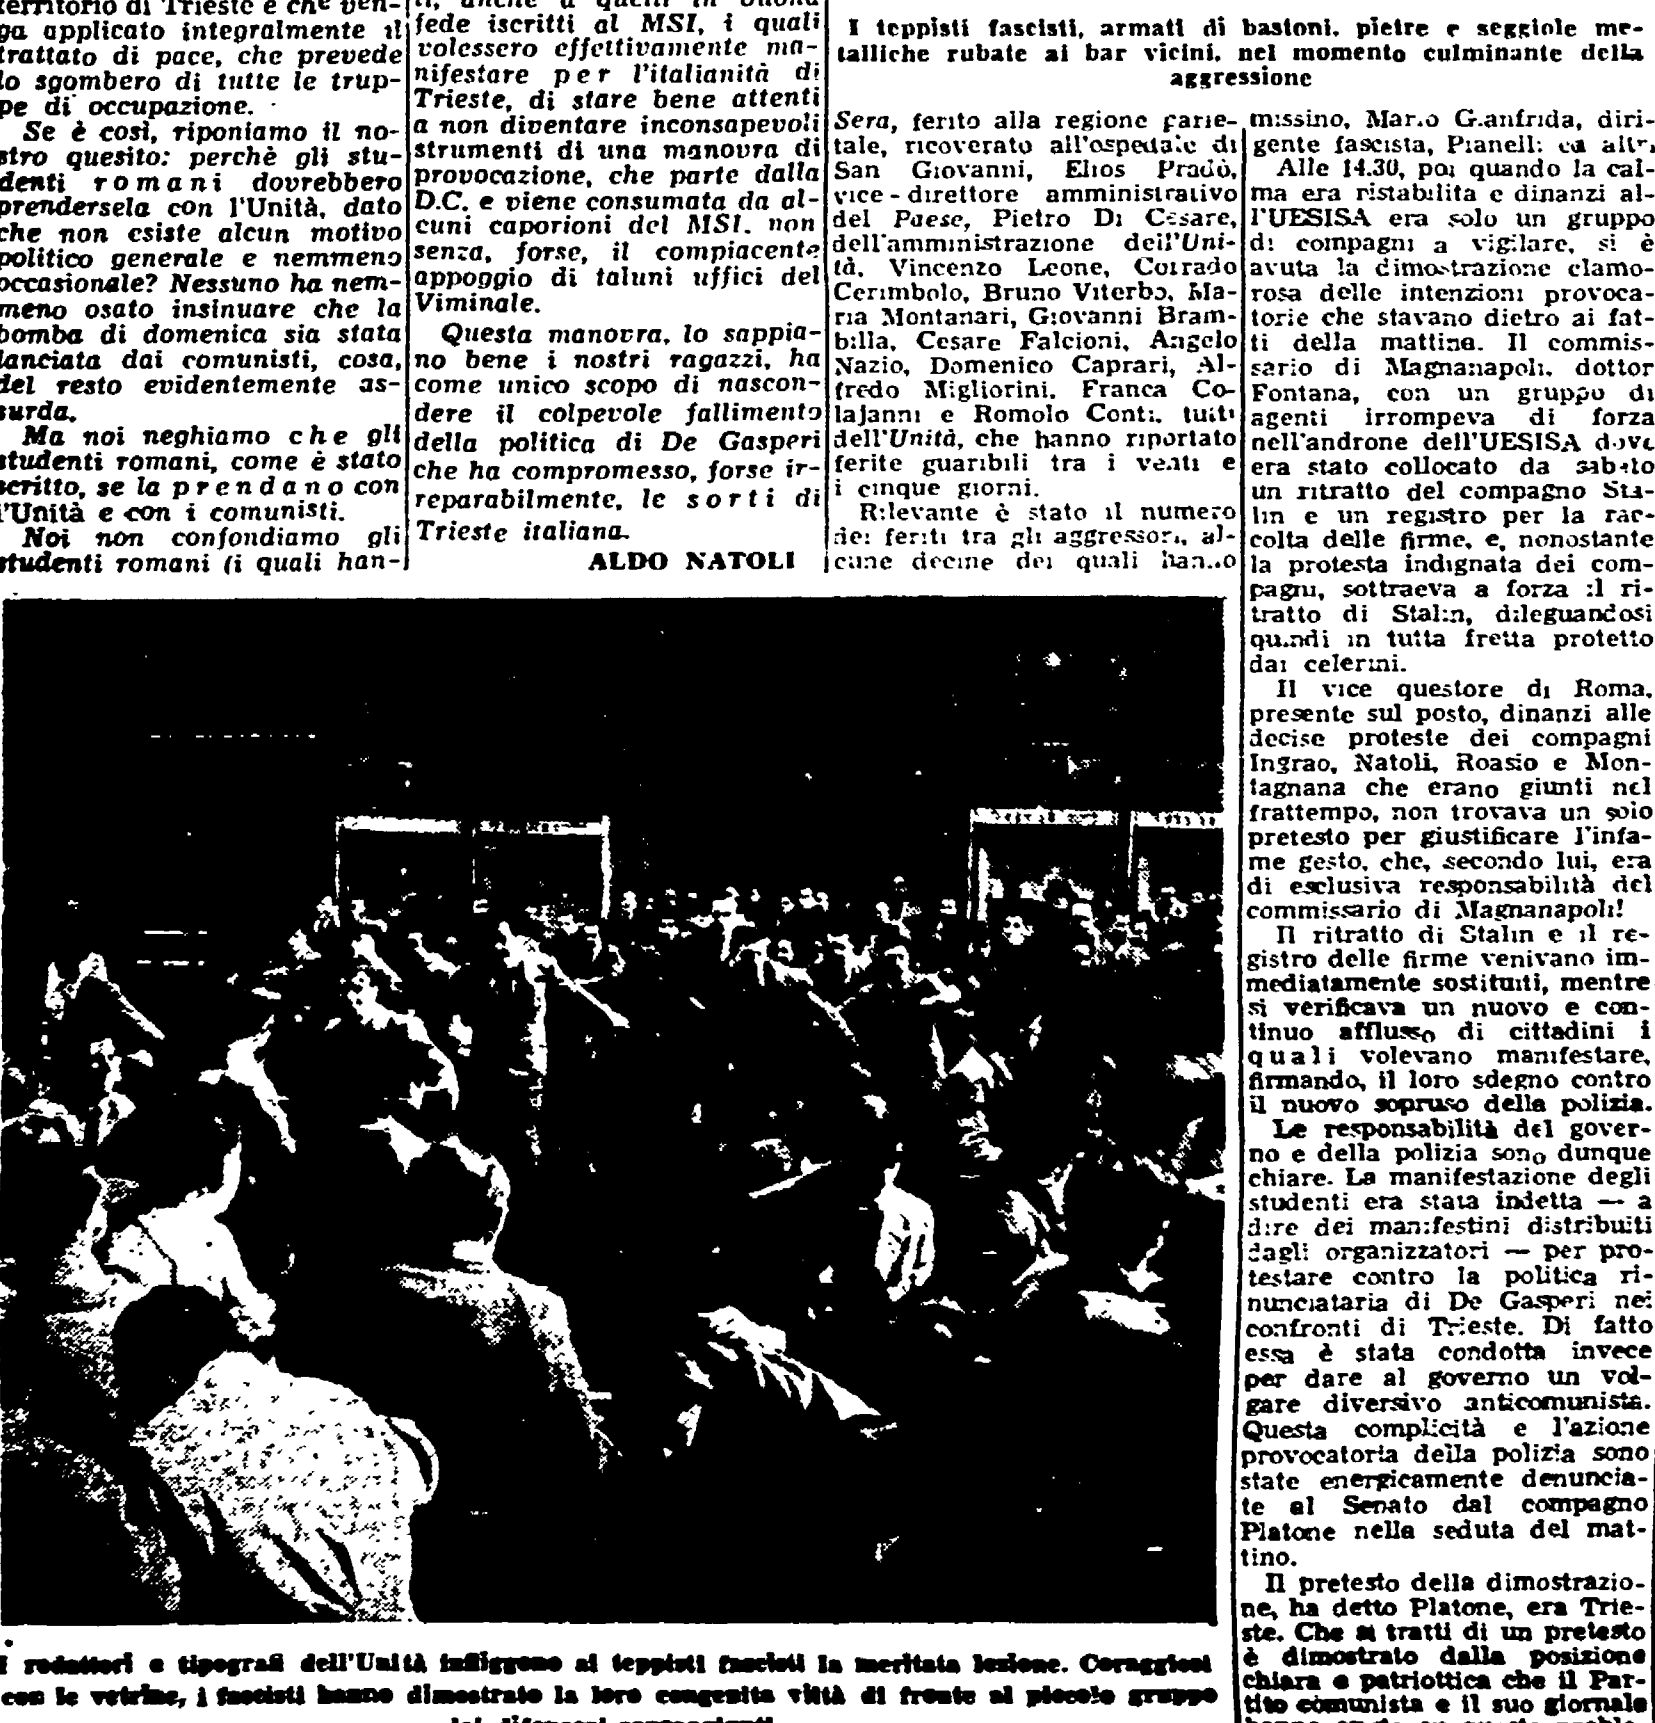 territorio di Trieste e che ven-
ga applicato integralmente il
trattato di pace, che prevede
lo sgombero di tutte le trup-
pe di occupazione.
Se è così, riponiamo il no-
stro quesito: perchè gli stu-
denti romani dovrebbero
prendersela con l'Unità, dato
che non esiste alcun motivo
politico generale e nemmeno
occasionale? Nessuno ha nem-
meno osato insinuare che la
bomba di domenica sia stata
lanciata dai comunisti, cosa,
del resto evidentemente as-
surda.
Ma noi neghiamo che gli
studenti romani, come è stato
scritto, se la prendano con
l'Unità e con i comunisti.
Noi non confondiamo gli
studenti romani (i quali han-
ti, anche a quelli in buona
fede iscritti al MSI, i quali
volessero effettivamente ma-
nifestare per l'italianità di
Trieste, di stare bene attenti
a non diventare inconsapevoli
strumenti di una manovra di
provocazione, che parte dalla
D.C. e viene consumata da al-
cuni caporioni del MSI. non
senza, forse, il compiacente
appoggio di taluni uffici del
Viminale.
Questa manovra, lo sappia-
no bene i nostri ragazzi, ha
come unico scopo di nascon-
dere il colpevole fallimento
della politica di De Gasperi
che ha compromesso, forse ir-
reparabilmente, le sorti di
Trieste italiana.
ALDO NATOLI
I teppisti fascisti, armati di bastoni, pietre e seggiole me-
talliche rubate ai bar vicini, nel momento culminante della
aggressione
Sera, ferito alla regione parie-
tale, ricoverato all'ospedale di
San Giovanni, Elios Pradò,
vice-direttore amministrativo
del Paese, Pietro Di Cesare,
dell'amministrazione dell'Uni-
tà, Vincenzo Leone, Corrado
Cerimbolo, Bruno Viterbo, Ma-
ria Montanari, Giovanni Bram-
billa, Cesare Falcioni, Angelo
Nazio, Domenico Caprari, Al-
fredo Migliorini, Franca Co-
lajanni e Romolo Conti, tutti
dell'Unità, che hanno riportato
ferite guaribili tra i venti e
i cinque giorni.
Rilevante è stato il numero
dei feriti tra gli aggressori, al-
cune decine dei quali hanno
missino, Mario Gianfrida, diri-
gente fascista, Pianelli ed altri.
Alle 14.30, poi quando la cal-
ma era ristabilita e dinanzi al-
l'UESISA era solo un gruppo
di compagni a vigilare, si è
avuta la dimostrazione clamo-
rosa delle intenzioni provoca-
torie che stavano dietro ai fat-
ti della mattina. Il commis-
sario di Magnanapoli, dottor
Fontana, con un gruppo di
agenti irrompeva di forza
nell'androne dell'UESISA dove
era stato collocato da sabato
un ritratto del compagno Sta-
lin e un registro per la rac-
colta delle firme, e, nonostante
la protesta indignata dei com-
pagni, sottraeva a forza il ri-
tratto di Stalin, dileguandosi
quindi in tutta fretta protetto
dai celerini.
Il vice questore di Roma,
presente sul posto, dinanzi alle
decise proteste dei compagni
Ingrao, Natoli, Roasio e Mon-
tagnana che erano giunti nel
frattempo, non trovava un solo
pretesto per giustificare l'infa-
me gesto, che, secondo lui, era
di esclusiva responsabilità del
commissario di Magnanapoli!
Il ritratto di Stalin e il re-
gistro delle firme venivano im-
mediatamente sostituiti, mentre
si verificava un nuovo e con-
tinuo afflusso di cittadini i
quali volevano manifestare,
firmando, il loro sdegno contro
il nuovo sopruso della polizia.
Le responsabilità del gover-
no e della polizia sono dunque
chiare. La manifestazione degli
studenti era stata indetta — a
dire dei manifestini distribuiti
dagli organizzatori — per pro-
testare contro la politica ri-
nunciataria di De Gasperi nei
confronti di Trieste. Di fatto
essa è stata condotta invece
per dare al governo un vol-
gare diversivo anticomunista.
Questa complicità e l'azione
provocatoria della polizia sono
state energicamente denuncia-
te al Senato dal compagno
Platone nella seduta del mat-
tino.
Il pretesto della dimostrazio-
ne, ha detto Platone, era Trie-
ste. Che si tratti di un pretesto
è dimostrato dalla posizione
chiara e patriottica che il Par-
tito comunista e il suo giornale
I redattori e tipografi dell'Unità infliggono ai teppisti fascisti la meritata lezione. Coraggiosi
con le vetrine, i fascisti hanno dimostrato la loro congenita viltà di fronte al piccolo gruppo